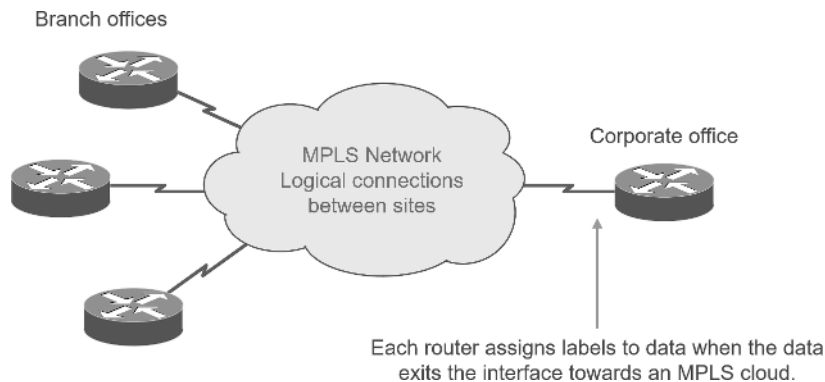 Branch offices
MPLS Network
Logical connections
between sites
Corporate office
Each router assigns labels to data when the data
exits the interface towards an MPLS cloud.